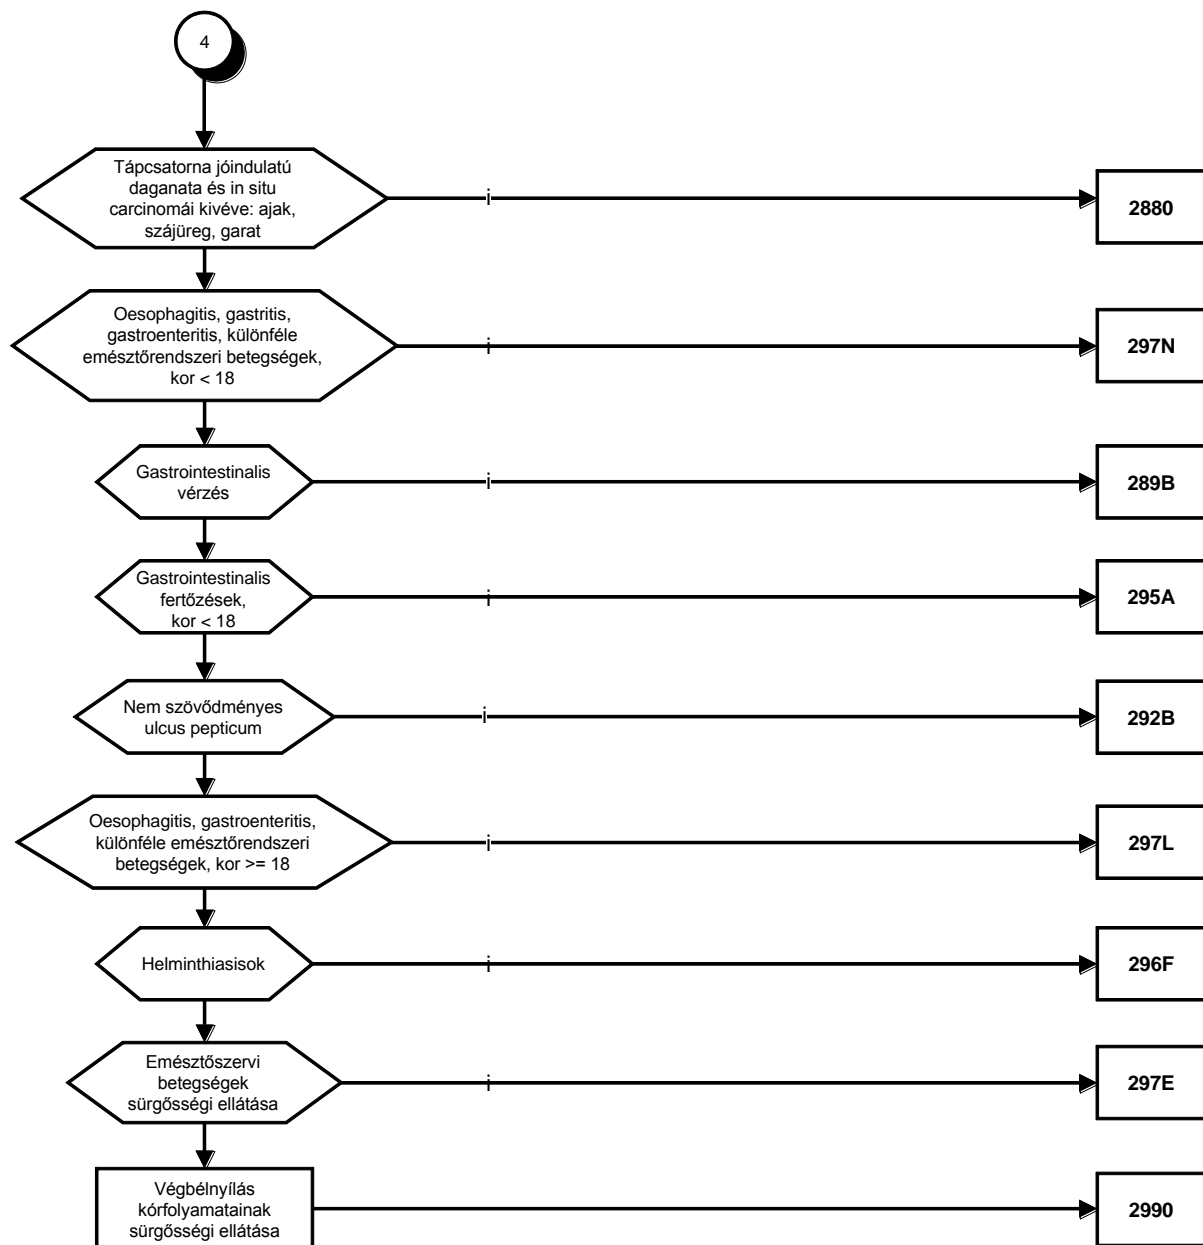 4
Tápcsatorna jóindulatú
daganata és in situ
carcinomái kivéve: ajak,
szájüreg, garat
i
2880
Oesophagitis, gastritis,
gastroenteritis, különféle
emésztőrendszeri betegségek,
kor < 18
i
297N
Gastrointestinalis
vérzés
i
289B
Gastrointestinalis
fertőzések,
kor < 18
i
295A
Nem szövődményes
ulcus pepticum
i
292B
Oesophagitis, gastroenteritis,
különféle emésztőrendszeri
betegségek, kor >= 18
i
297L
Helminthiasisok
i
296F
Emésztőszervi
betegségek
sürgősségi ellátása
i
297E
Végbélnyílás
kórfolyamatainak
sürgősségi ellátása
2990